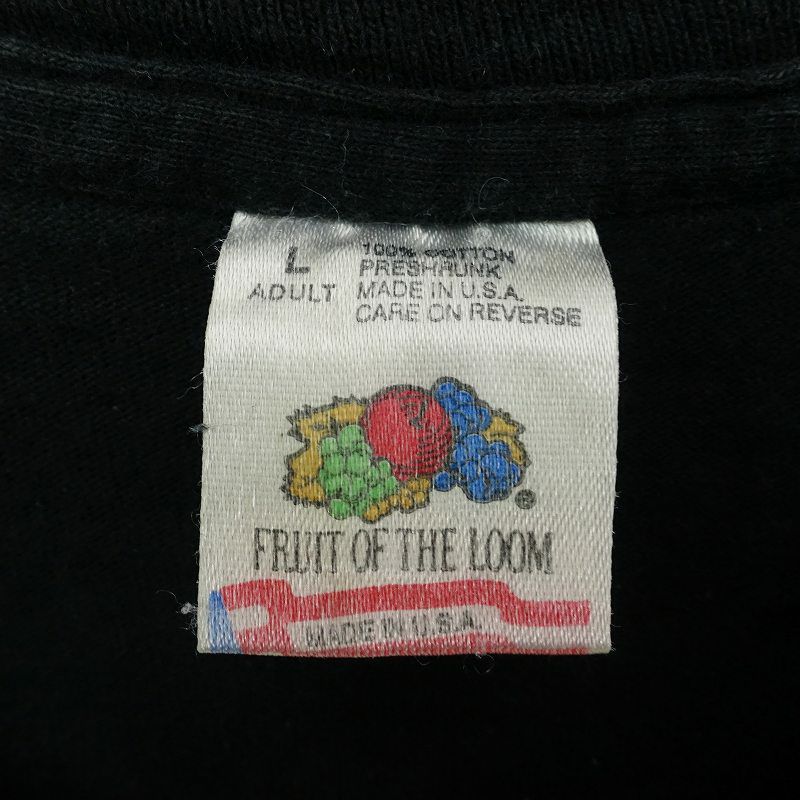 L
ADULT
100% COTTON
PRESHRUNK
MADE IN U.S.A.
CARE ON REVERSE
®
FRUIT OF THE LOOM
MADE IN U.S.A.